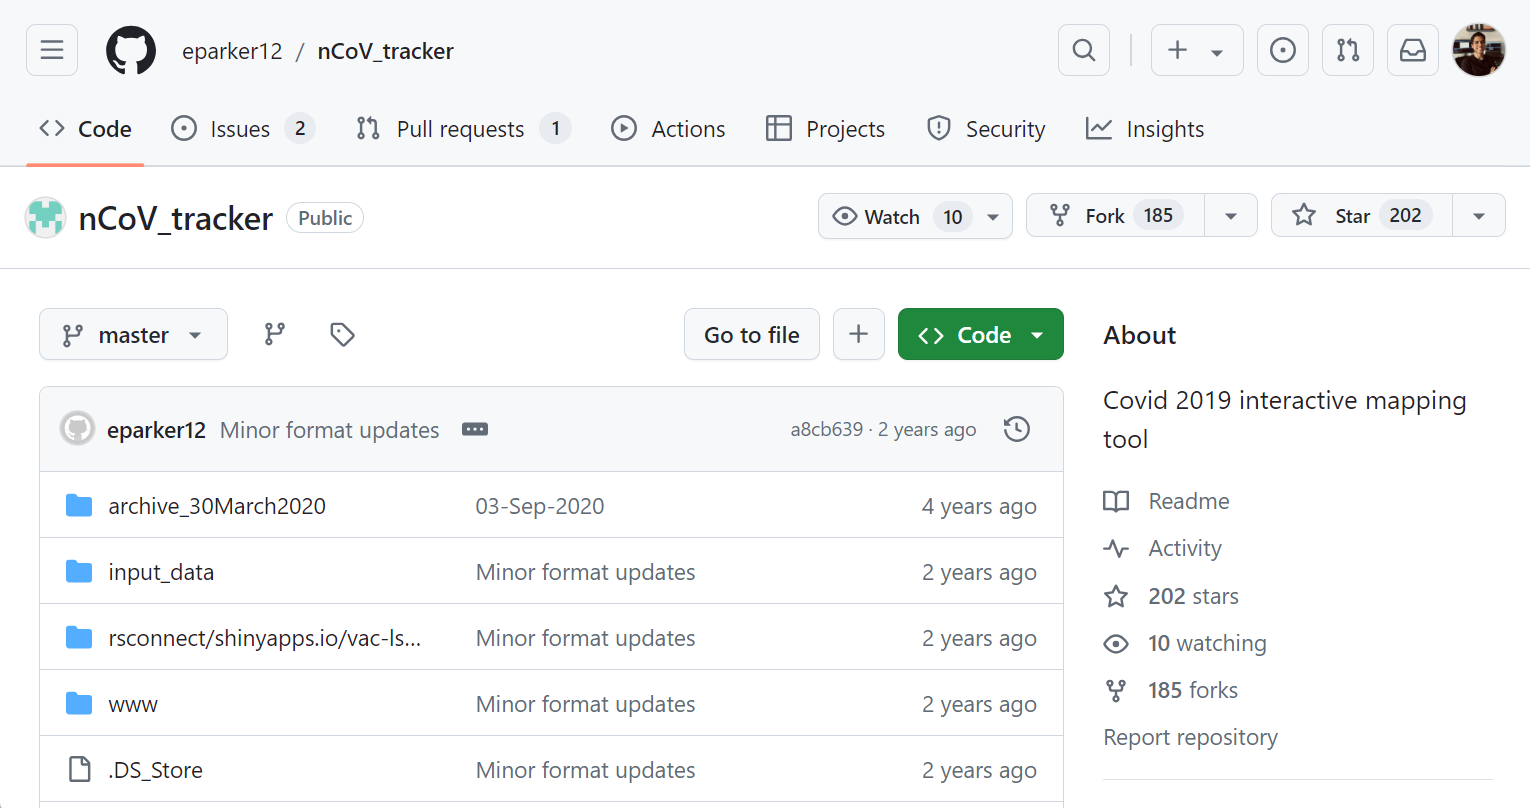 eparker12 / nCoV_tracker
Code Issues 2 Pull requests 1 Actions Projects Security Insights
nCoV_tracker Public Watch 10 Fork 185 Star 202
master Go to file Code
eparker12 Minor format updates a8cb639 · 2 years ago
archive_30March2020 03-Sep-2020 4 years ago
input_data Minor format updates 2 years ago
rsconnect/shinyapps.io/vac-ls... Minor format updates 2 years ago
www Minor format updates 2 years ago
.DS_Store Minor format updates 2 years ago
About
Covid 2019 interactive mapping
tool
Readme
Activity
202 stars
10 watching
185 forks
Report repository